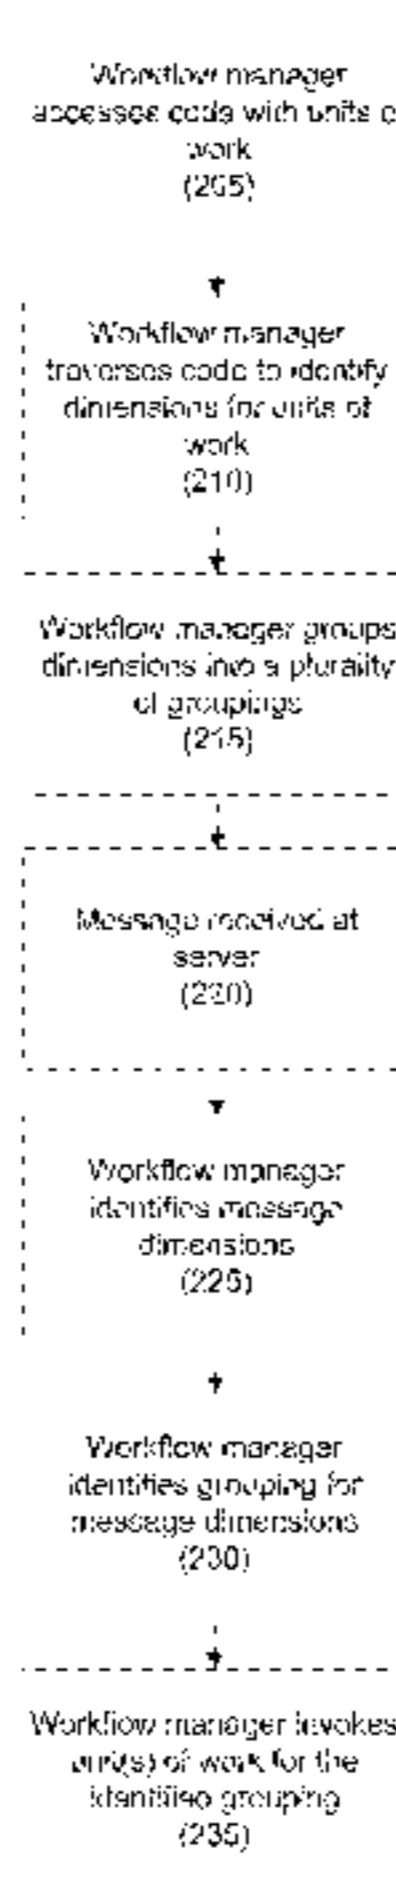 Workflow manager
accesses code with units o
work
(205)
Workflow manager
traverses code to identify
dimensions for units of
work
(210)
Workflow manager groups
dimensions into a plurality
of groupings
(215)
Message received at
server
(220)
Workflow manager
identifies message
dimensions
(225)
Workflow manager
identifies grouping for
message dimensions
(230)
Workflow manager invokes
unit(s) of work for the
identified grouping
(235)